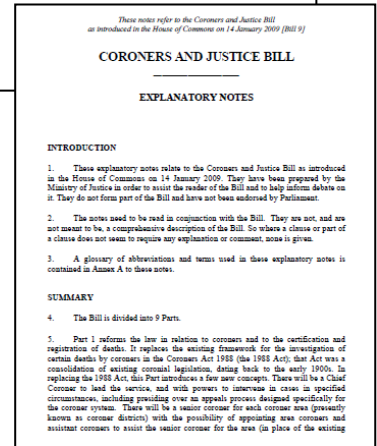 These notes refer to the Coroners and Justice Bill
as introduced in the House of Commons on 14 January 2009 [Bill 9]
CORONERS AND JUSTICE BILL
EXPLANATORY NOTES
INTRODUCTION
1. These explanatory notes relate to the Coroners and Justice Bill as introduced
in the House of Commons on 14 January 2009. They have been prepared by the
Ministry of Justice in order to assist the reader of the Bill and to help inform debate on
it. They do not form part of the Bill and have not been endorsed by Parliament.
2. The notes need to be read in conjunction with the Bill. They are not, and are
not meant to be, a comprehensive description of the Bill. So where a clause or part of
a clause does not seem to require any explanation or comment, none is given.
3. A glossary of abbreviations and terms used in these explanatory notes is
contained in Annex A to these notes.
SUMMARY
4. The Bill is divided into 9 Parts.
5. Part 1 reforms the law in relation to coroners and to the certification and
registration of deaths. It replaces the existing framework for the investigation of
certain deaths by coroners in the Coroners Act 1988 (the 1988 Act); that Act was a
consolidation of existing coronial legislation, dating back to the early 1900s. In
replacing the 1988 Act, this Part introduces a few new concepts. There will be a Chief
Coroner to lead the service, and with powers to intervene in cases in specified
circumstances, including presiding over an appeals process designed specifically for
the coroner system. There will be a senior coroner for each coroner area (presently
known as coroner districts) with the possibility of appointing area coroners and
assistant coroners to assist the senior coroner for the area (in place of the existing